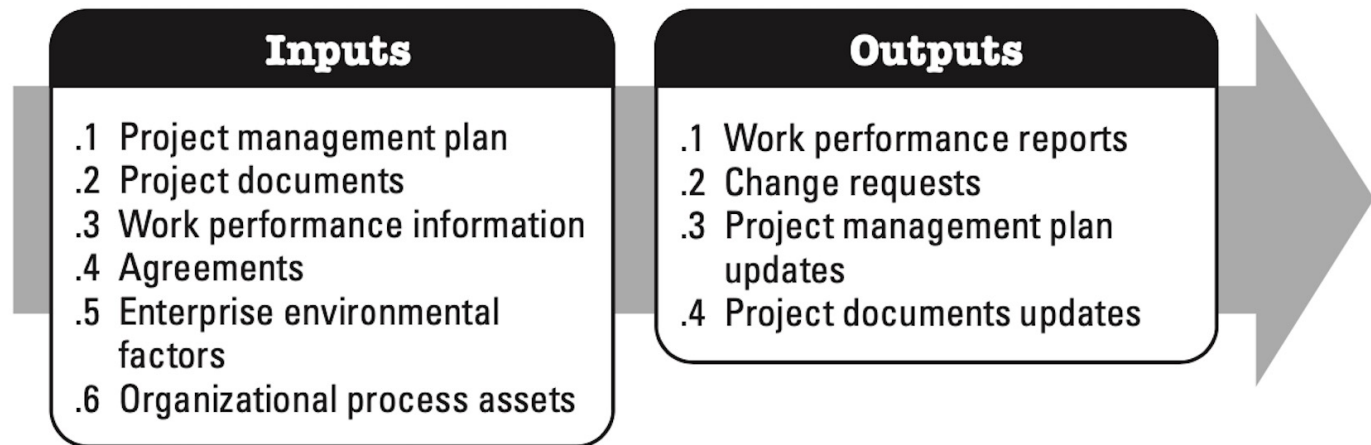 Inputs
.1 Project management plan
.2 Project documents
.3 Work performance information
.4 Agreements
.5 Enterprise environmental
factors
.6 Organizational process assets
Outputs
.1 Work performance reports
.2 Change requests
.3 Project management plan
updates
.4 Project documents updates